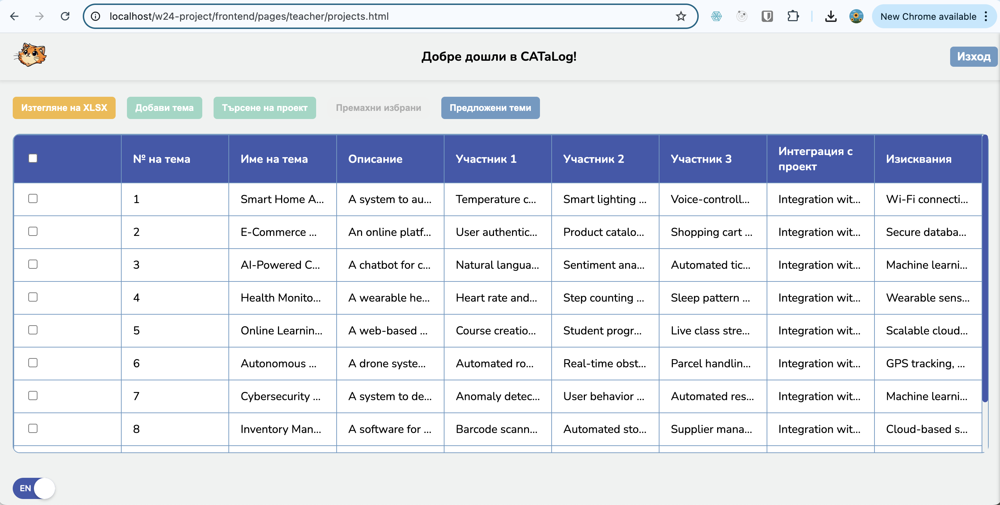 localhost/w24-project/frontend/pages/teacher/projects.html
New Chrome available
Добре дошли в CATaLog!
Изход
Изтегляне на XLSX
Добави тема
Търсене на проект
Премахни избрани
Предложени теми
№ на тема
Име на тема
Описание
Участник 1
Участник 2
Участник 3
Интеграция с
проект
Изисквания
1 Smart Home A... A system to au... Temperature c... Smart lighting ... Voice-controll... Integration wit... Wi-Fi connecti...
2 E-Commerce ... An online platf... User authentic... Product catalo... Shopping cart ... Integration wit... Secure databa...
3 AI-Powered C... A chatbot for c... Natural langua... Sentiment ana... Automated tic... Integration wit... Machine learni...
4 Health Monito... A wearable he... Heart rate and... Step counting ... Sleep pattern ... Integration wit... Wearable sens...
5 Online Learnin... A web-based ... Course creatio... Student progr... Live class stre... Integration wit... Scalable cloud...
6 Autonomous ... A drone syste... Automated ro... Real-time obst... Parcel handlin... Integration wit... GPS tracking, ...
7 Cybersecurity ... A system to de... Anomaly detec... User behavior ... Automated res... Integration wit... Machine learni...
8 Inventory Man... A software for ... Barcode scann... Automated sto... Supplier mana... Integration wit... Cloud-based s...
EN